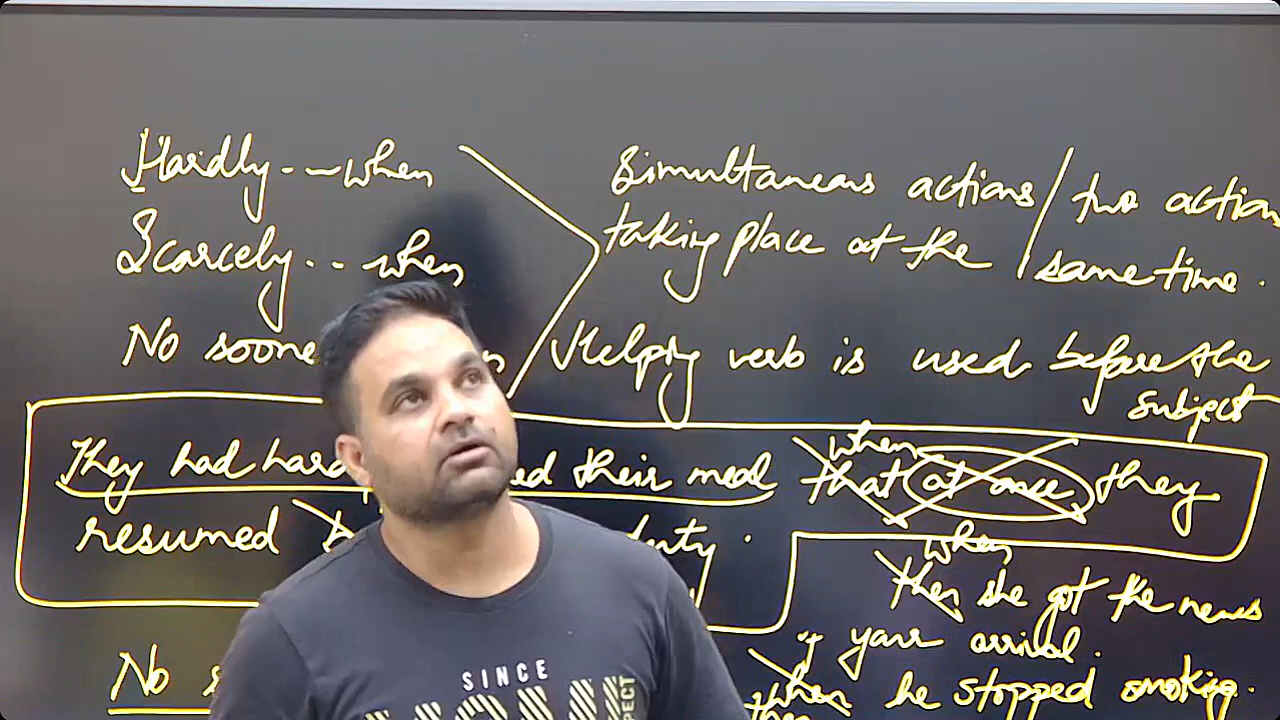 Hardly - - when
Simultaneous actions / two action
Scarcely - - when
taking place at the same time.
No soone
Helping verb is used before the
subject
when
They had hard ed their meal that at once they
resumed duty.
when
then she got the news
of your arrival.
No s
when he stopped smoking.
then
SINCE